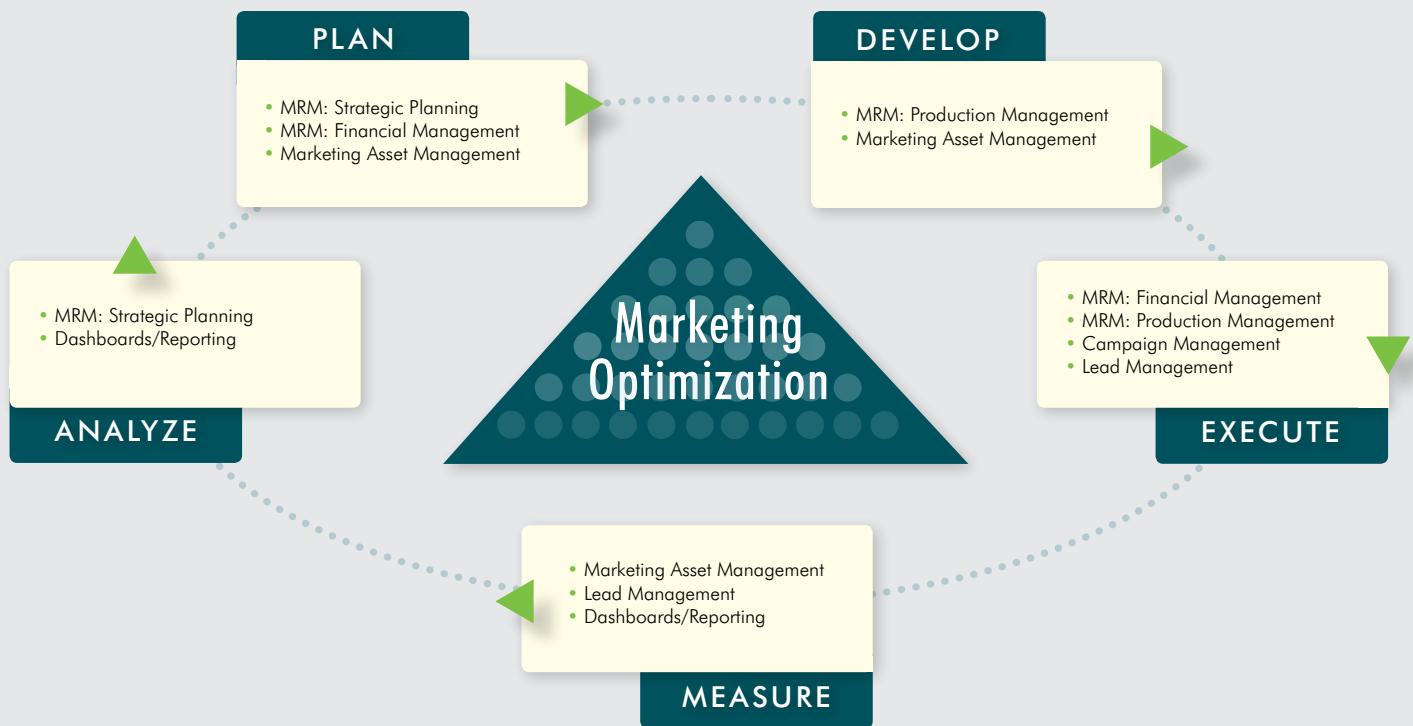 PLAN
• MRM: Strategic Planning
• MRM: Financial Management
• Marketing Asset Management
DEVELOP
• MRM: Production Management
• Marketing Asset Management
• MRM: Financial Management
• MRM: Production Management
• Campaign Management
• Lead Management
EXECUTE
• Marketing Asset Management
• Lead Management
• Dashboards/Reporting
MEASURE
• MRM: Strategic Planning
• Dashboards/Reporting
ANALYZE
Marketing
Optimization